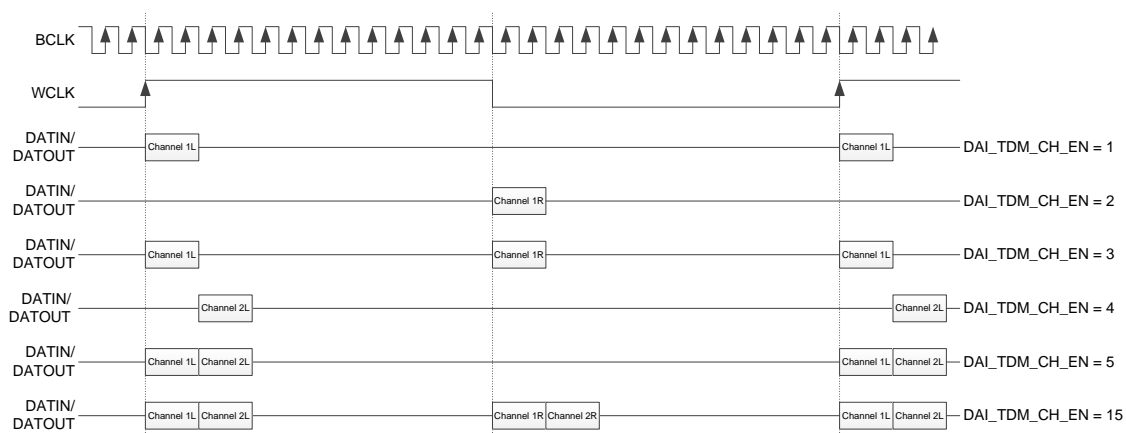 BCLK
WCLK
DATIN/
DATOUT
Channel 1L
Channel 1L
DAI_TDM_CH_EN = 1
DATIN/
DATOUT
Channel 1R
DAI_TDM_CH_EN = 2
DATIN/
DATOUT
Channel 1L
Channel 1R
Channel 1L
DAI_TDM_CH_EN = 3
DATIN/
DATOUT
Channel 2L
Channel 2L
DAI_TDM_CH_EN = 4
DATIN/
DATOUT
Channel 1L
Channel 2L
Channel 1L
Channel 2L
DAI_TDM_CH_EN = 5
DATIN/
DATOUT
Channel 1L
Channel 2L
Channel 1R
Channel 2R
Channel 1L
Channel 2L
DAI_TDM_CH_EN = 15